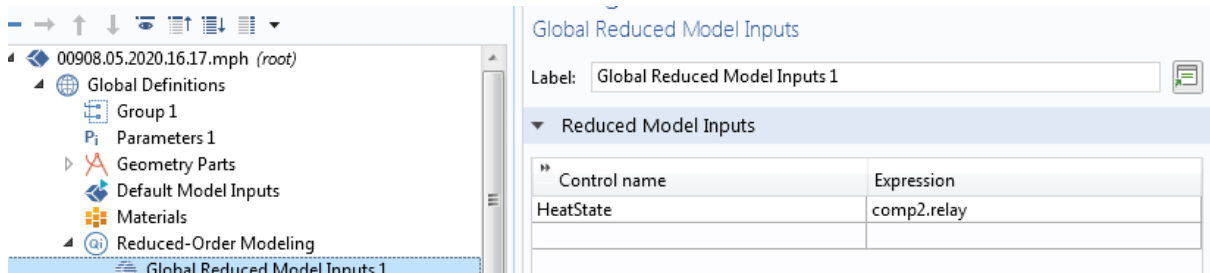 00908.05.2020.16.17.mph (root)
Global Definitions
Group 1
Pi Parameters 1
Geometry Parts
Default Model Inputs
Materials
Qi Reduced-Order Modeling
Global Reduced Model Inputs 1
Global Reduced Model Inputs
Label: Global Reduced Model Inputs 1
Reduced Model Inputs
Control name Expression
HeatState comp2.relay